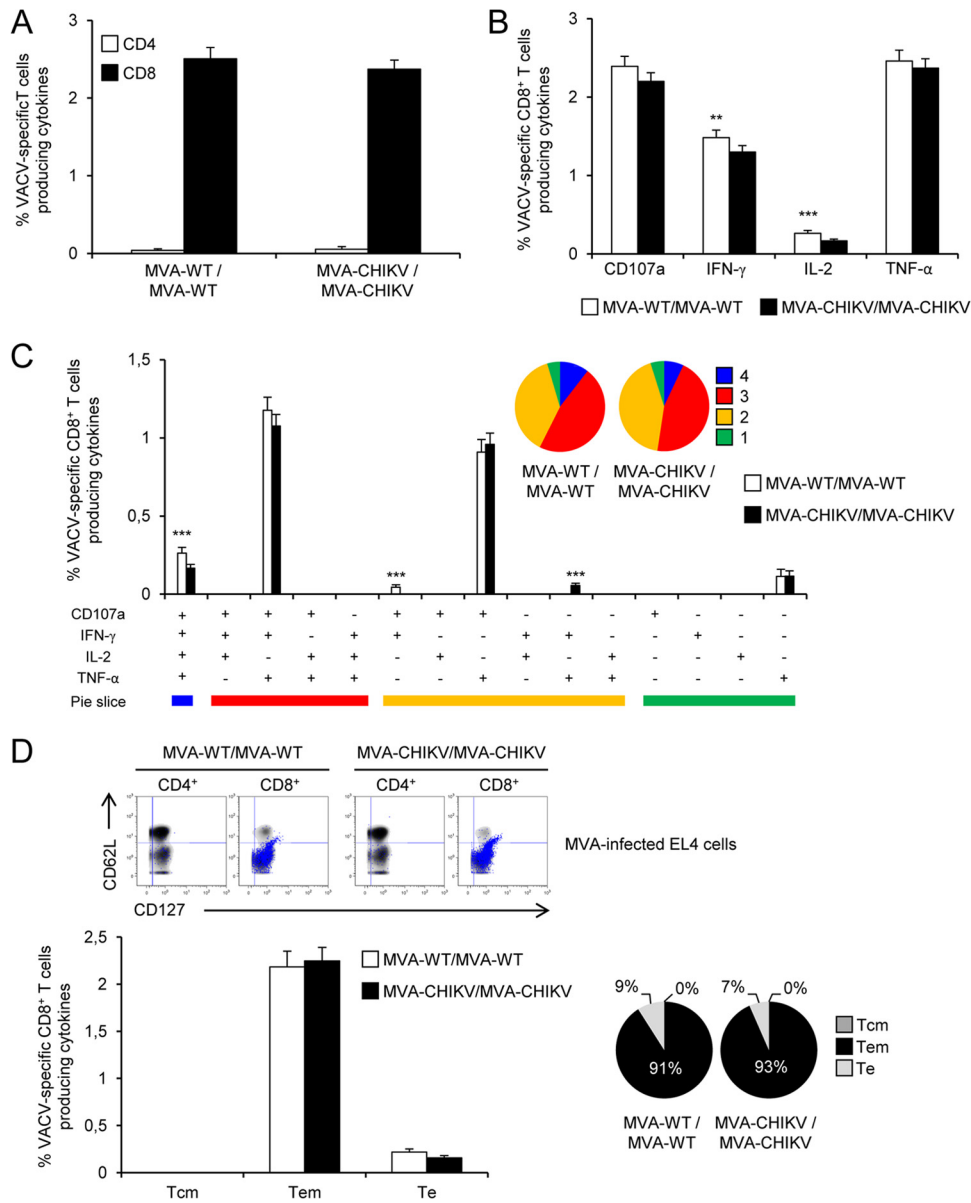 A
% VACV-specificT cells
producing cytokines
3
2
1
0
CD4
CD8
MVA-WT /
MVA-WT
MVA-CHIKV /
MVA-CHIKV
B
% VACV-specific CD8+ T cells
producing cytokines
3
2
1
0
**
***
CD107a
IFN-γ
IL-2
TNF-α
MVA-WT/MVA-WT
MVA-CHIKV/MVA-CHIKV
C
% VACV-specific CD8+ T cells
producing cytokines
1,5
1
0,5
0
***
***
***
4
3
2
1
MVA-WT /
MVA-WT
MVA-CHIKV /
MVA-CHIKV
MVA-WT/MVA-WT
MVA-CHIKV/MVA-CHIKV
CD107a + + + + - + + + - - - + - - -
IFN-γ + + + - + + - - + + - - + - -
IL-2 + + - + + - + - + - + - - + -
TNF-α + - + + + - - + - + + - - - +
Pie slice
D
MVA-WT/MVA-WT
MVA-CHIKV/MVA-CHIKV
CD4+
CD8+
CD4+
CD8+
CD62L
CD127
MVA-infected EL4 cells
% VACV-specific CD8+ T cells
producing cytokines
2,5
2
1,5
1
0,5
0
MVA-WT/MVA-WT
MVA-CHIKV/MVA-CHIKV
Tcm
Tem
Te
9%
0%
91%
7%
0%
93%
MVA-WT /
MVA-WT
MVA-CHIKV /
MVA-CHIKV
Tcm
Tem
Te